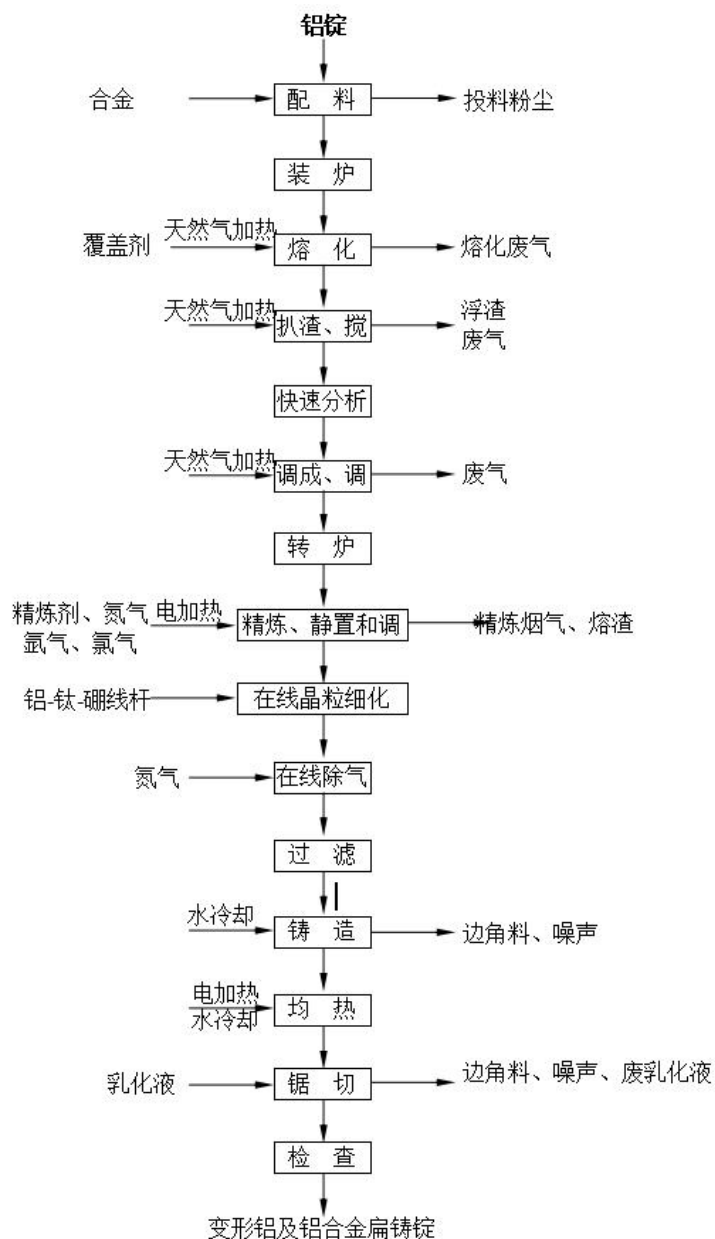 铝锭
合金
配 料
投料粉尘
装 炉
覆盖剂
天然气加热
熔 化
熔化废气
天然气加热
扒渣、搅
浮渣
废气
快速分析
天然气加热
调成、调
废气
转 炉
精炼剂、氮气
氩气、氯气
电加热
精炼、静置和调
精炼烟气、熔渣
铝-钛-硼线杆
在线晶粒细化
氮气
在线除气
过 滤
水冷却
铸 造
边角料、噪声
电加热
水冷却
均 热
乳化液
锯 切
边角料、噪声、废乳化液
检 查
变形铝及铝合金扁铸锭